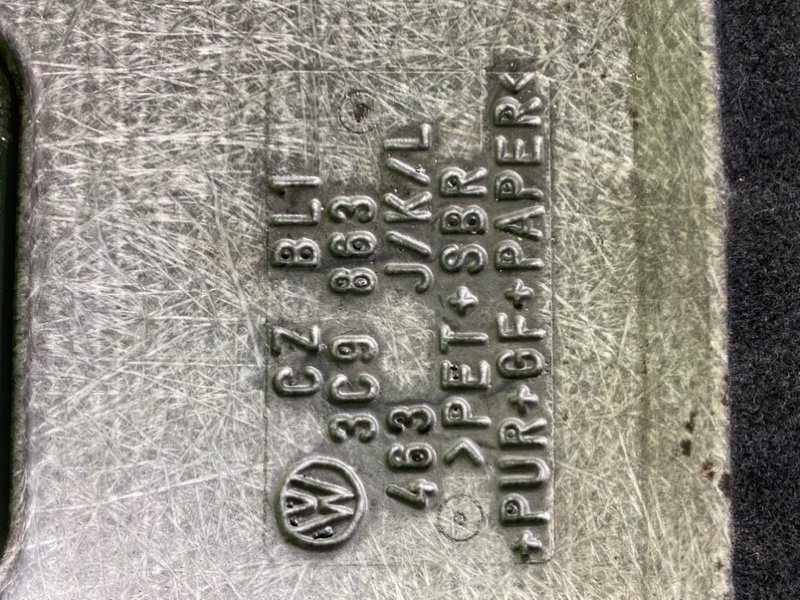 CZ BL1
3C9 863
463 J/K/L
>PET+SBR
+PUR+GF+PAPER<